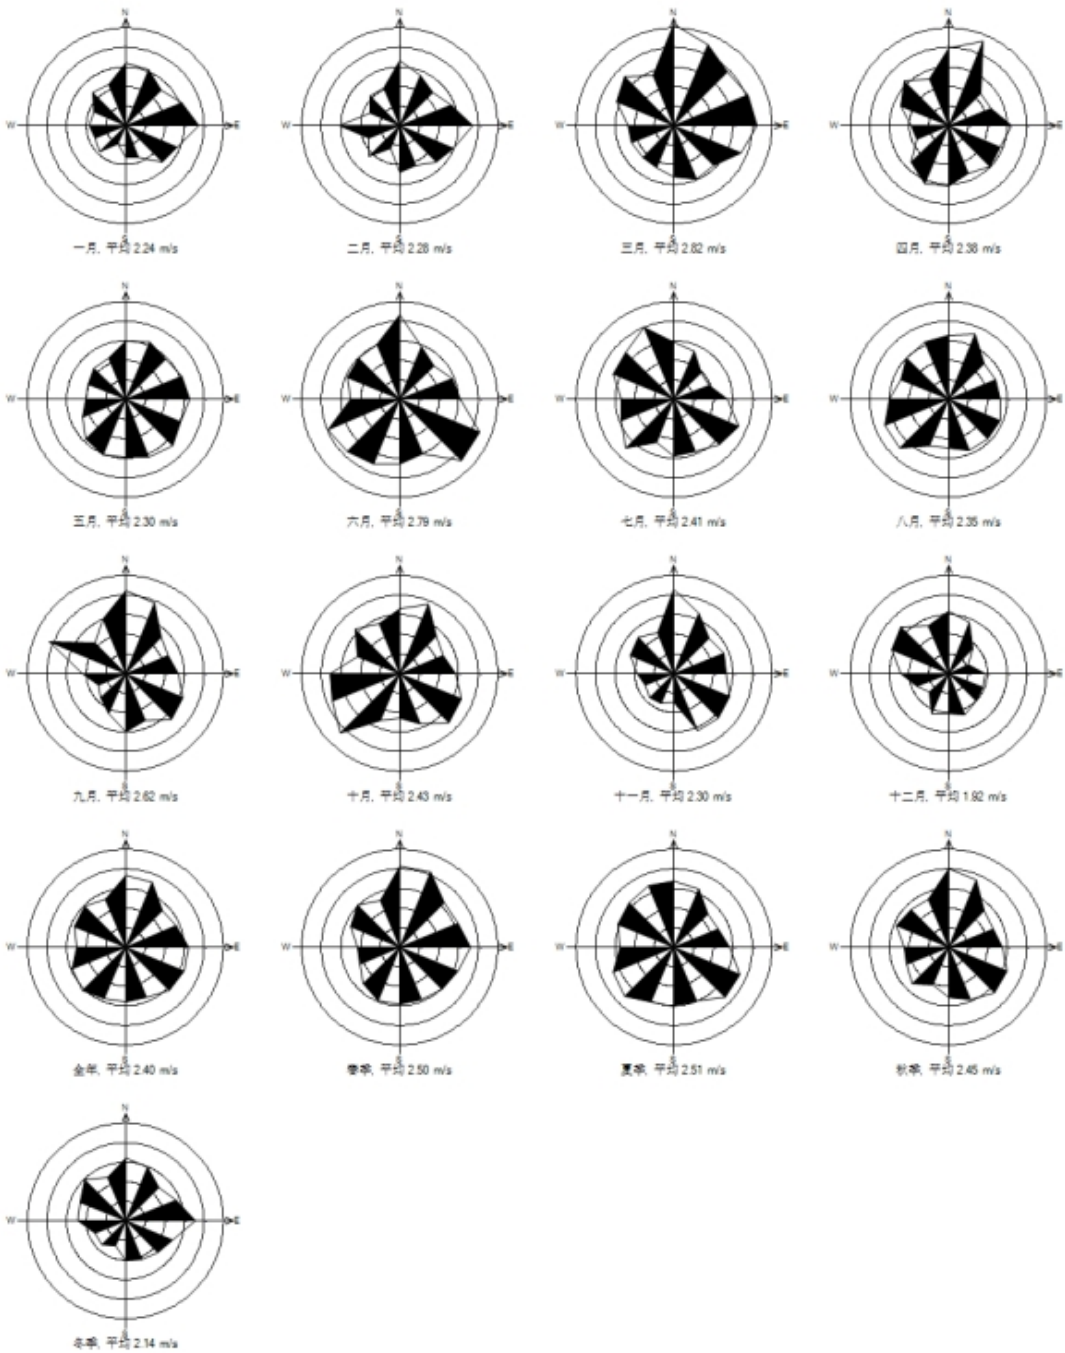 N N N N
W E W E W E W E
S S S S
一月, 平均 2.24 m/s 二月, 平均 2.28 m/s 三月, 平均 2.82 m/s 四月, 平均 2.38 m/s
N N N N
W E W E W E W E
S S S S
五月, 平均 2.30 m/s 六月, 平均 2.79 m/s 七月, 平均 2.41 m/s 八月, 平均 2.35 m/s
N N N N
W E W E W E W E
S S S S
九月, 平均 2.62 m/s 十月, 平均 2.43 m/s 十一月, 平均 2.30 m/s 十二月, 平均 1.92 m/s
N N N N
W E W E W E W E
S S S S
全年, 平均 2.40 m/s 春季, 平均 2.50 m/s 夏季, 平均 2.51 m/s 秋季, 平均 2.45 m/s
N
W E
S
冬季, 平均 2.14 m/s